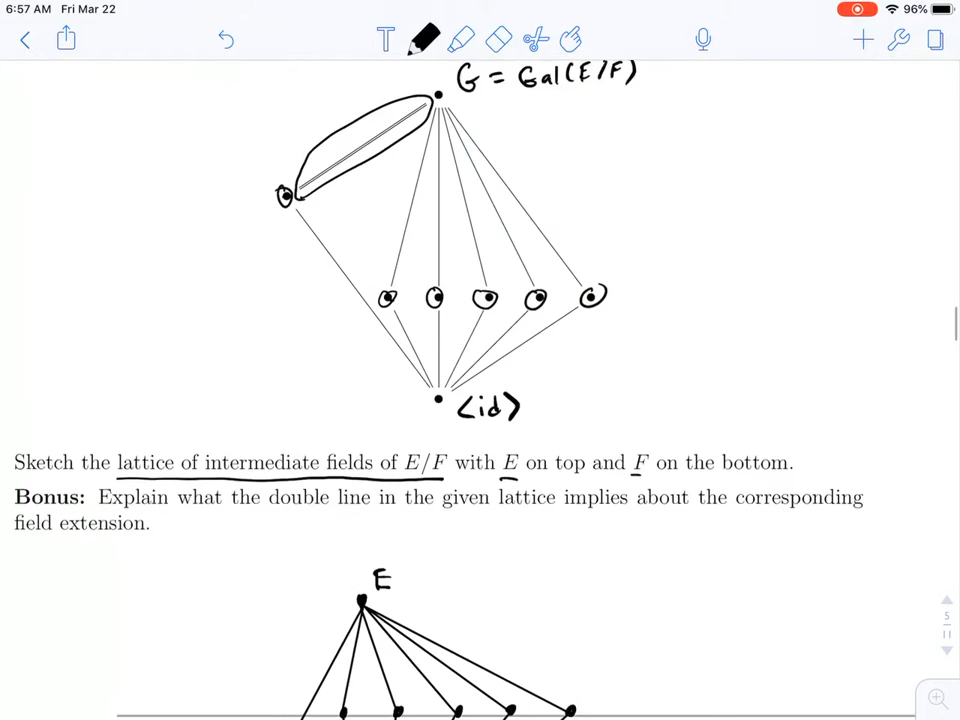 6:57 AM Fri Mar 22
96%
T
G = Gal(E/F)
<id>
Sketch the lattice of intermediate fields of E/F with E on top and F on the bottom.
Bonus: Explain what the double line in the given lattice implies about the corresponding
field extension.
E
5
11